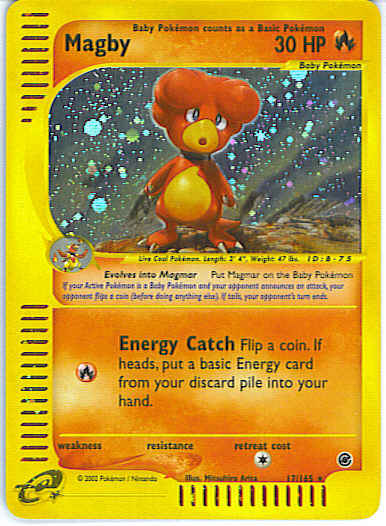 Baby Pokémon counts as a Basic Pokémon
Magby 30 HP
Baby Pokémon
Live Coal Pokémon. Length: 2' 4", Weight: 47 lbs. ID: B - 75
Evolves into Magmar Put Magmar on the Baby Pokémon
If your Active Pokémon is a Baby Pokémon and your opponent announces an attack, your
opponent flips a coin (before doing anything else). If tails, your opponent's turn ends.
Energy Catch Flip a coin. If
heads, put a basic Energy card
from your discard pile into your
hand.
weakness resistance retreat cost
© 2002 Pokémon / Nintendo Illus. Mitsuhiro Arita 17/165 ★